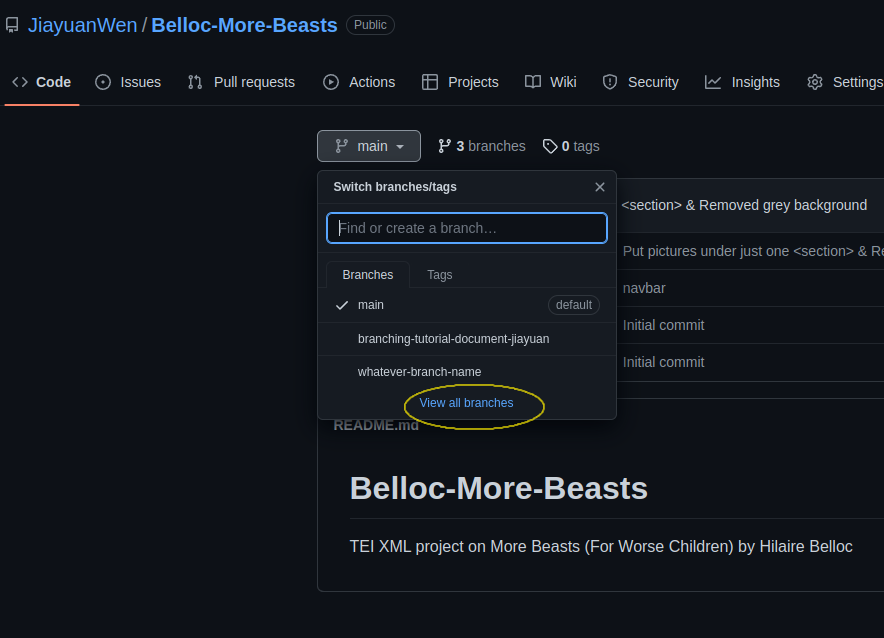 JiayuanWen / Belloc-More-Beasts Public
Code Issues Pull requests Actions Projects Wiki Security Insights Settings
main 3 branches 0 tags
Switch branches/tags
<section> & Removed grey background
Find or create a branch…
Put pictures under just one <section> & Re
Branches Tags
navbar
main default
Initial commit
branching-tutorial-document-jiayuan
Initial commit
whatever-branch-name
View all branches
README.md
Belloc-More-Beasts
TEI XML project on More Beasts (For Worse Children) by Hilaire Belloc